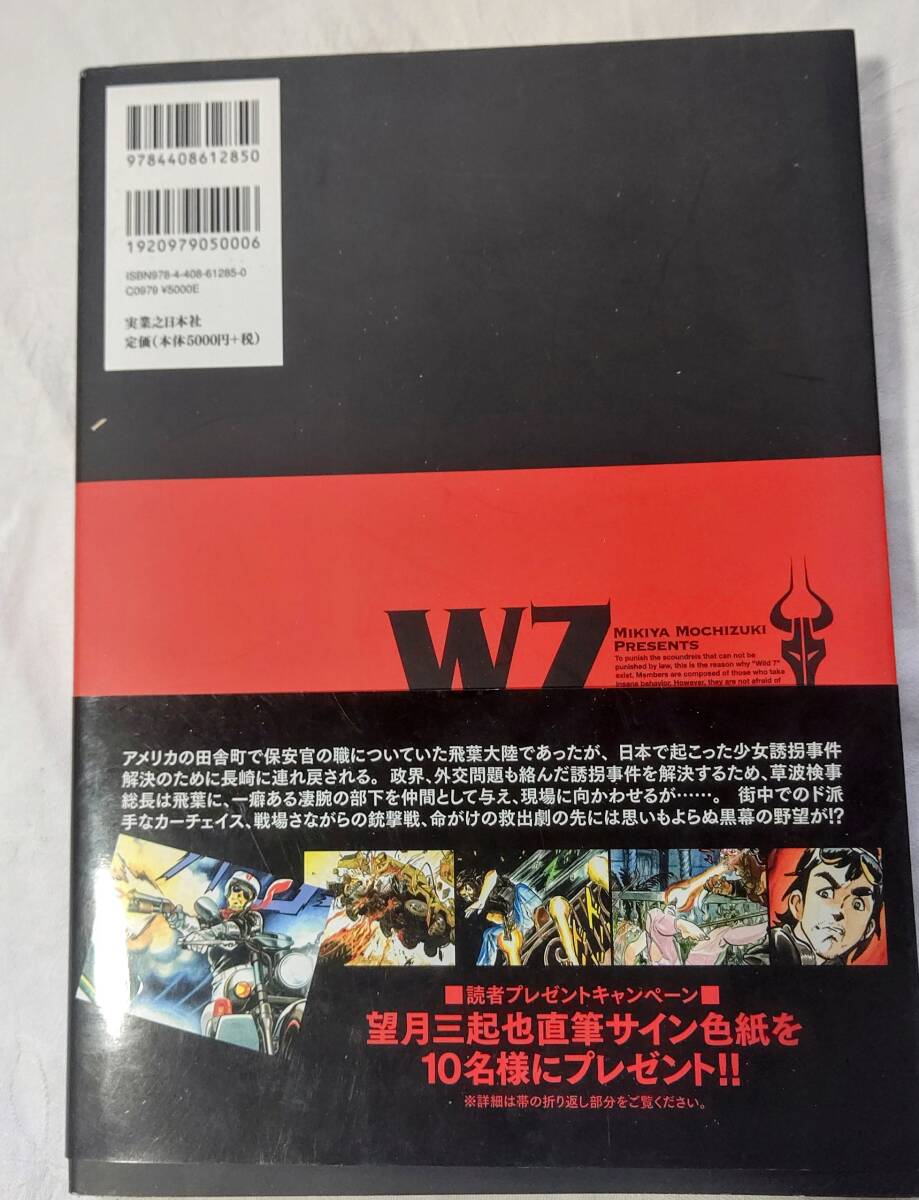 9784408612850
1920979050006
ISBN978-4-408-61285-0
C0979 ¥5000E
実業之日本社
定価(本体5000円+税)
W7
MIKIYA MOCHIZUKI
PRESENTS
To punish the scoundrels that can not be
punished by law, this is the reason why "Wild 7"
exist. Members are composed of those who take
insane bahavior. However, they are not afraid of
アメリカの田舎町で保安官の職についていた飛葉大陸であったが、日本で起こった少女誘拐事件
解決のために長崎に連れ戻される。政界、外交問題も絡んだ誘拐事件を解決するため、草波検事
総長は飛葉に、一癖ある凄腕の部下を仲間として与え、現場に向かわせるが……。 街中でのド派
手なカーチェイス、戦場さながらの銃撃戦、命がけの救出劇の先には思いもよらぬ黒幕の野望が!?
■読者プレゼントキャンペーン■
望月三起也直筆サイン色紙を
10名様にプレゼント!!
※詳細は帯の折り返し部分をご覧ください。